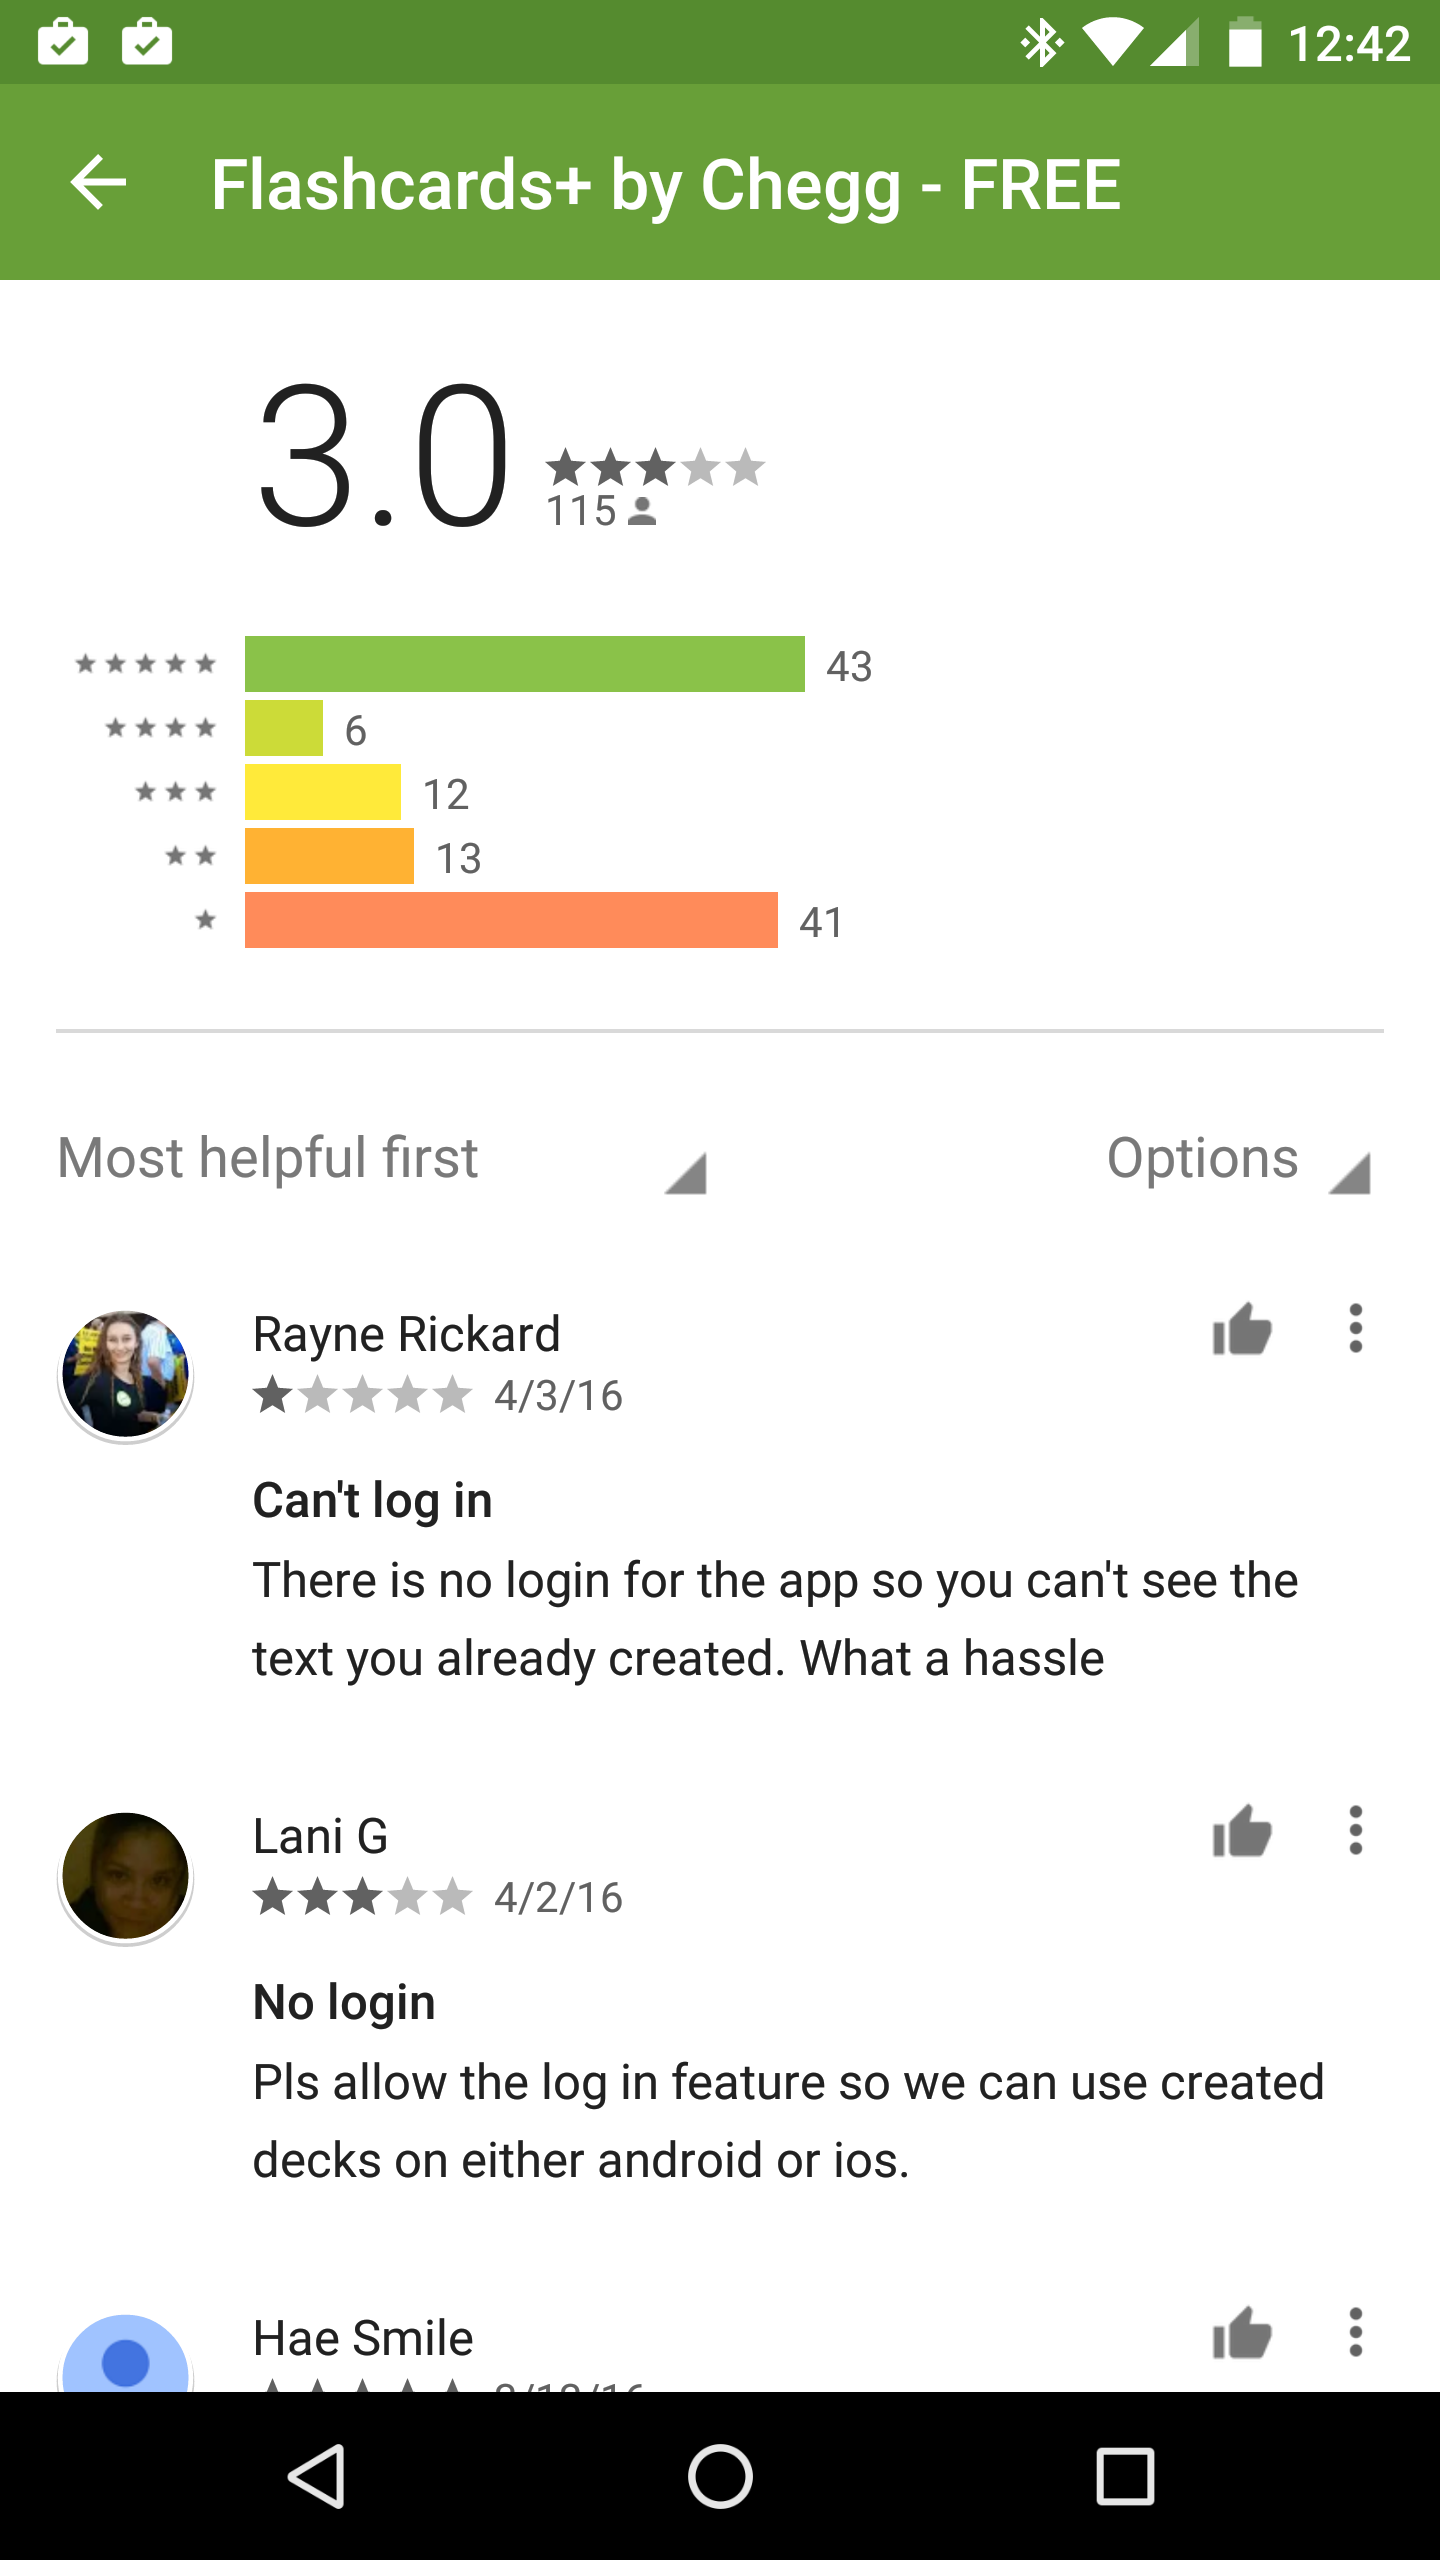 12:42
Flashcards+ by Chegg - FREE
3.0
115
43
6
12
13
41
Most helpful first Options
Rayne Rickard
4/3/16
Can't log in
There is no login for the app so you can't see the
text you already created. What a hassle
Lani G
4/2/16
No login
Pls allow the log in feature so we can use created
decks on either android or ios.
Hae Smile